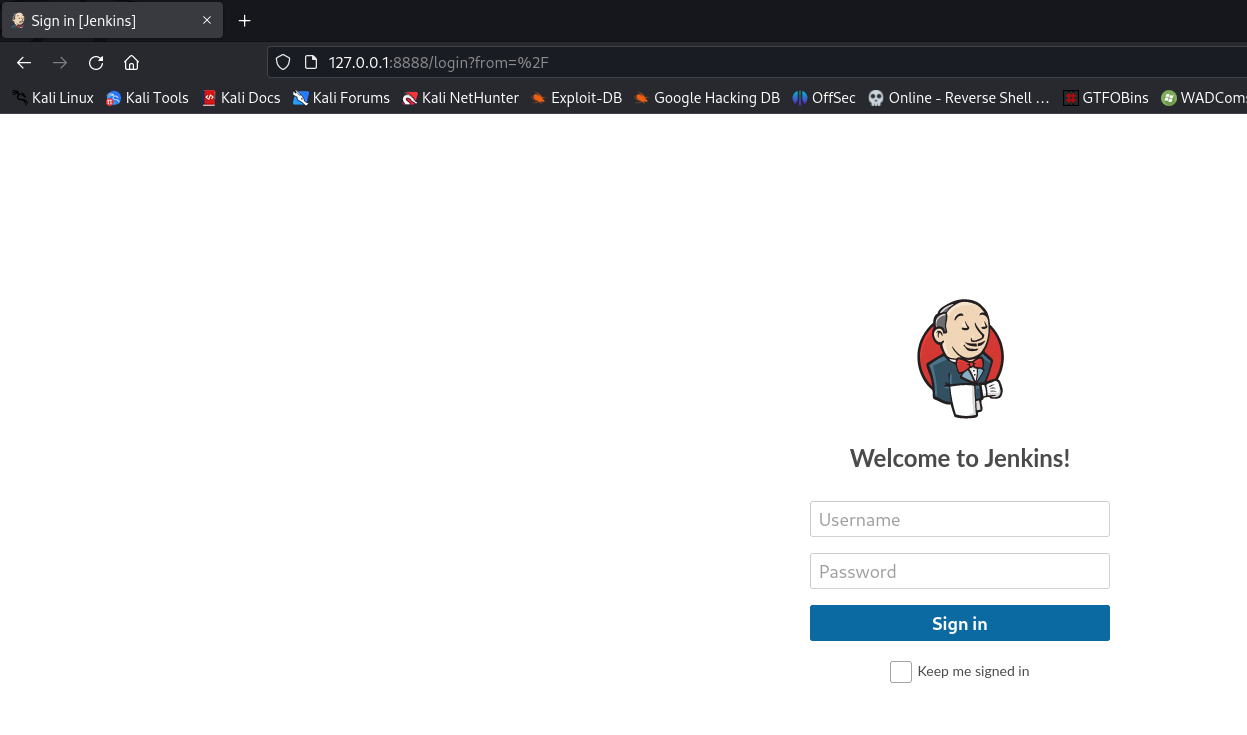 Sign in [Jenkins]
127.0.0.1:8888/login?from=%2F
Kali Linux Kali Tools Kali Docs Kali Forums Kali NetHunter Exploit-DB Google Hacking DB OffSec Online - Reverse Shell … GTFOBins WADComs
Welcome to Jenkins!
Username
Password
Sign in
Keep me signed in